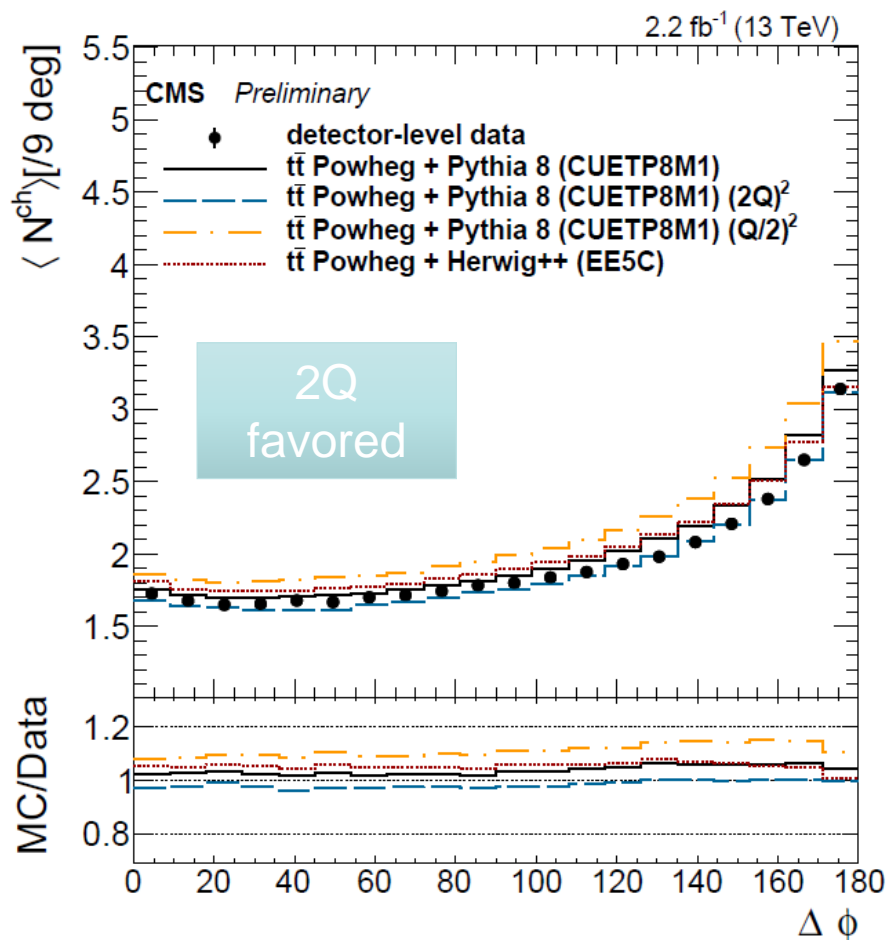 2.2 fb⁻¹ (13 TeV)
CMS Preliminary
detector-level data
tt̄ Powheg + Pythia 8 (CUETP8M1)
tt̄ Powheg + Pythia 8 (CUETP8M1) (2Q)²
tt̄ Powheg + Pythia 8 (CUETP8M1) (Q/2)²
tt̄ Powheg + Herwig++ (EE5C)
⟨ N^ch⟩[/9 deg]
5.5
5
4.5
4
3.5
3
2.5
2
1.5
2Q
favored
MC/Data
1.2
1
0.8
0 20 40 60 80 100 120 140 160 180
Δ ϕ